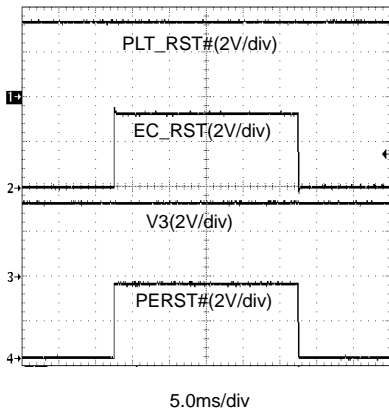 PLT_RST#(2V/div)
1
EC_RST(2V/div)
2
V3(2V/div)
3
PERST#(2V/div)
4
5.0ms/div